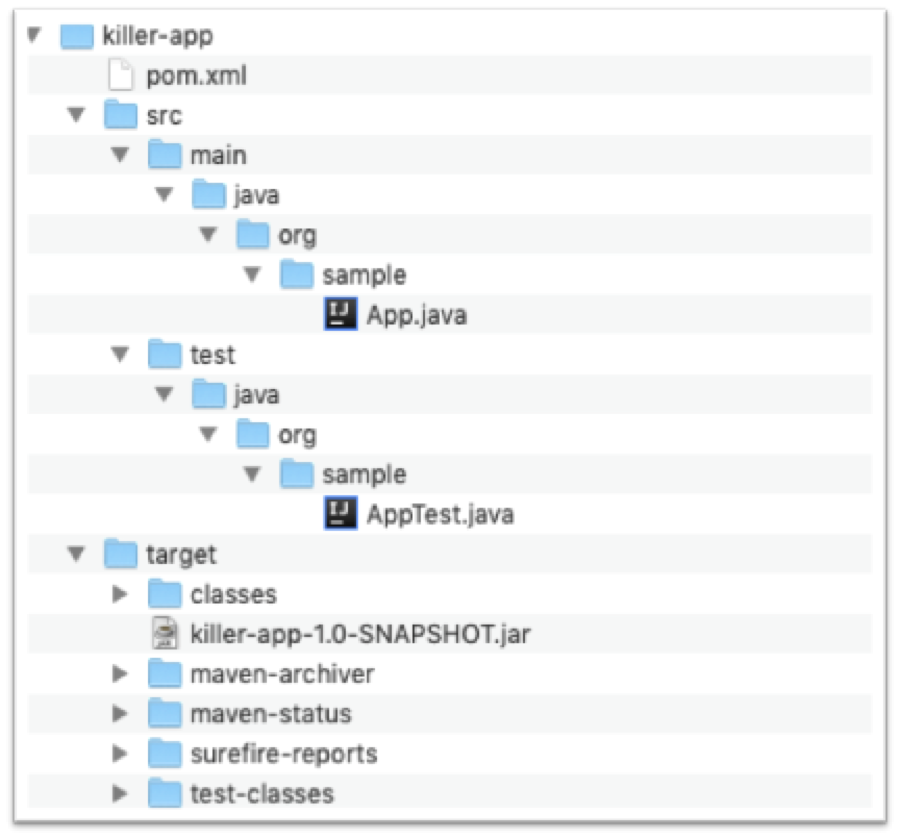 killer-app
pom.xml
src
main
java
org
sample
App.java
test
java
org
sample
AppTest.java
target
classes
killer-app-1.0-SNAPSHOT.jar
maven-archiver
maven-status
surefire-reports
test-classes